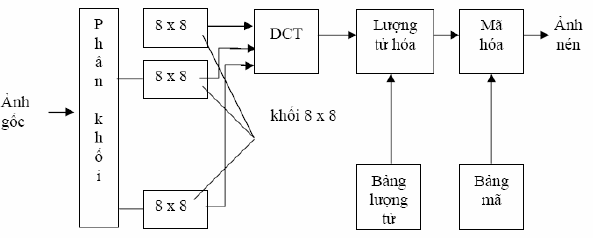 Ảnh
gốc
P
h
â
n
k
h
ố
i
8 x 8
8 x 8
8 x 8
DCT
khối 8 x 8
Lượng
tử hóa
Mã
hóa
Ảnh
nén
Bảng
lượng
tử
Bảng
mã